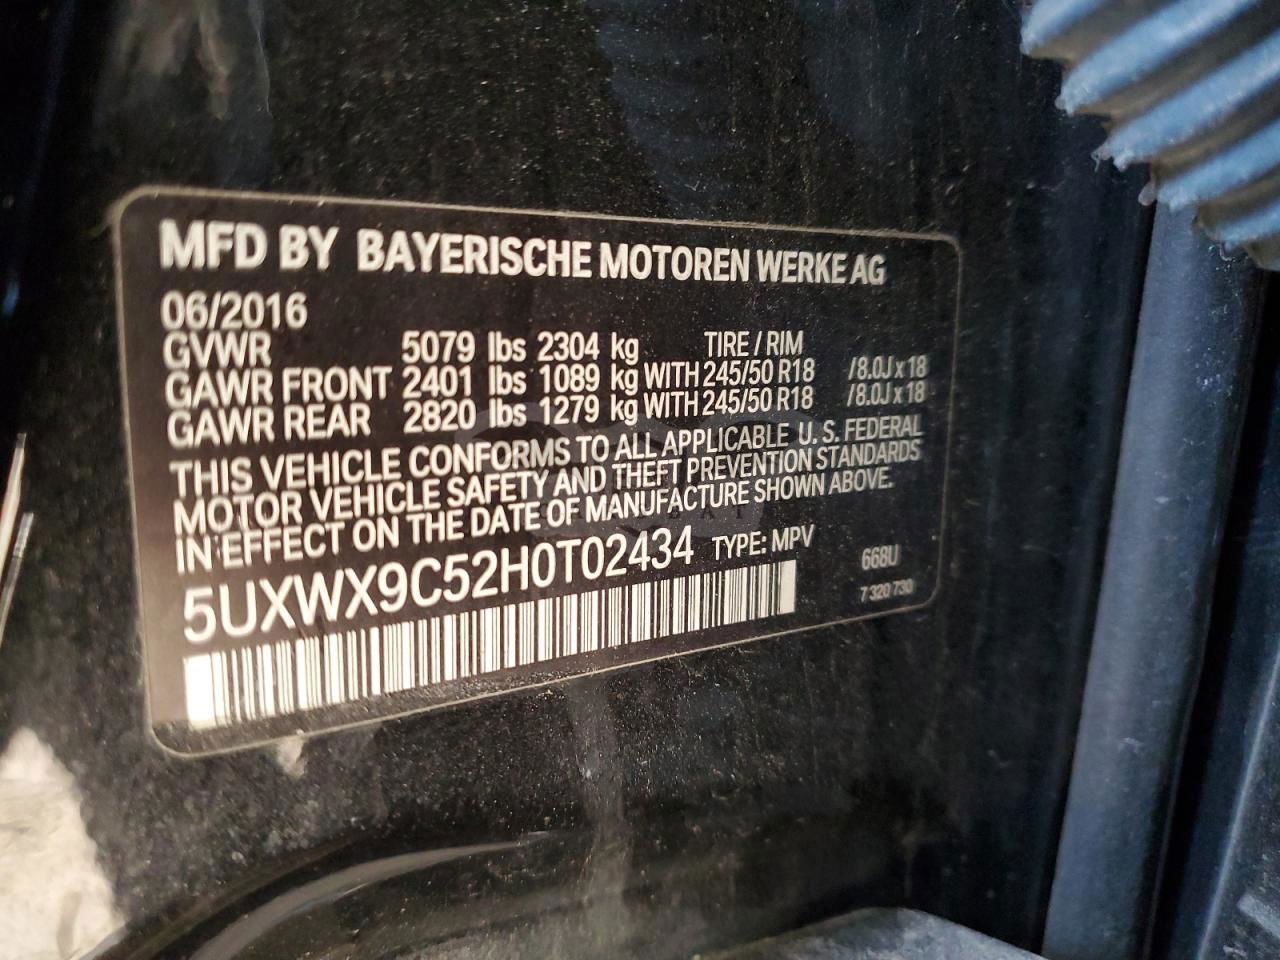 MFD BY BAYERISCHE MOTOREN WERKE AG
06/2016
GVWR 5079 lbs 2304 kg TIRE / RIM
GAWR FRONT 2401 lbs 1089 kg WITH 245/50 R18 /8.0J x 18
GAWR REAR 2820 lbs 1279 kg WITH 245/50 R18 /8.0J x 18
THIS VEHICLE CONFORMS TO ALL APPLICABLE U. S. FEDERAL
MOTOR VEHICLE SAFETY AND THEFT PREVENTION STANDARDS
IN EFFECT ON THE DATE OF MANUFACTURE SHOWN ABOVE.
5UXWX9C52H0T02434 TYPE: MPV 668U
7 320 730